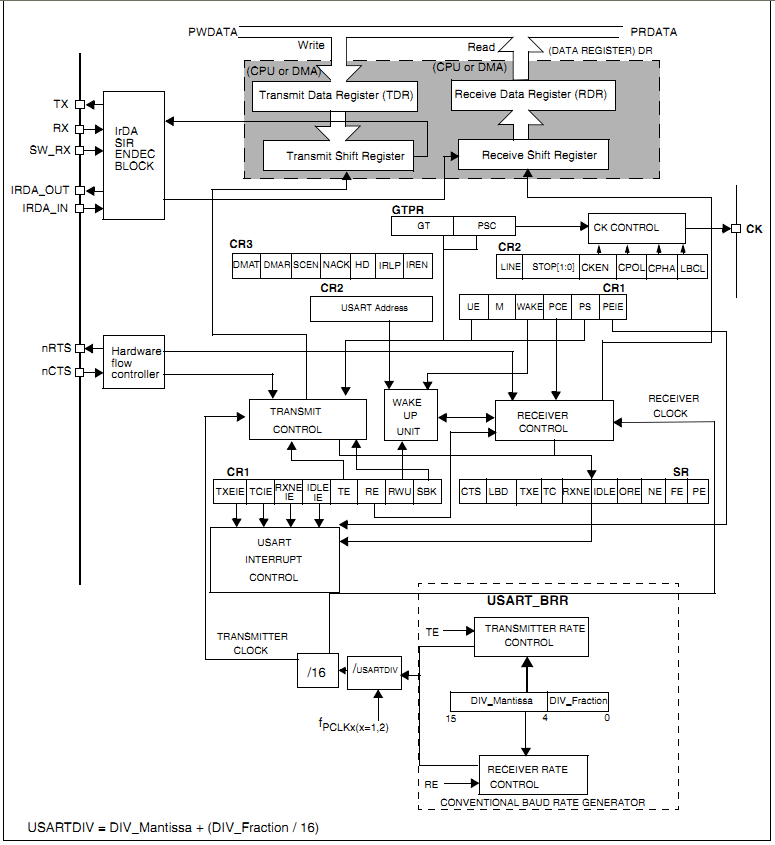 PWDATA PRDATA
Write Read (DATA REGISTER) DR
(CPU or DMA) (CPU or DMA)
Transmit Data Register (TDR) Receive Data Register (RDR)
TX
RX
SW_RX
IrDA
SIR
ENDEC
BLOCK
Transmit Shift Register Receive Shift Register
IRDA_OUT
IRDA_IN
GTPR
GT PSC CK CONTROL CK
CR3 CR2
DMAT DMAR SCEN NACK HD IRLP IREN LINE STOP[1:0] CKEN CPOL CPHA LBCL
CR2 CR1
USART Address UE M WAKE PCE PS PEIE
nRTS
nCTS
Hardware
flow
controller
TRANSMIT
CONTROL
WAKE
UP
UNIT
RECEIVER
CONTROL
RECEIVER
CLOCK
CR1 SR
TXEIE TCIE RXNE IE IDLE IE TE RE RWU SBK CTS LBD TXE TC RXNE IDLE ORE NE FE PE
USART
INTERRUPT
CONTROL
USART_BRR
TE TRANSMITTER RATE
CONTROL
TRANSMITTER
CLOCK
/16 /USARTDIV
DIV_Mantissa DIV_Fraction
15 4 0
fPCLKx(x=1,2)
RE RECEIVER RATE
CONTROL
CONVENTIONAL BAUD RATE GENERATOR
USARTDIV = DIV_Mantissa + (DIV_Fraction / 16)